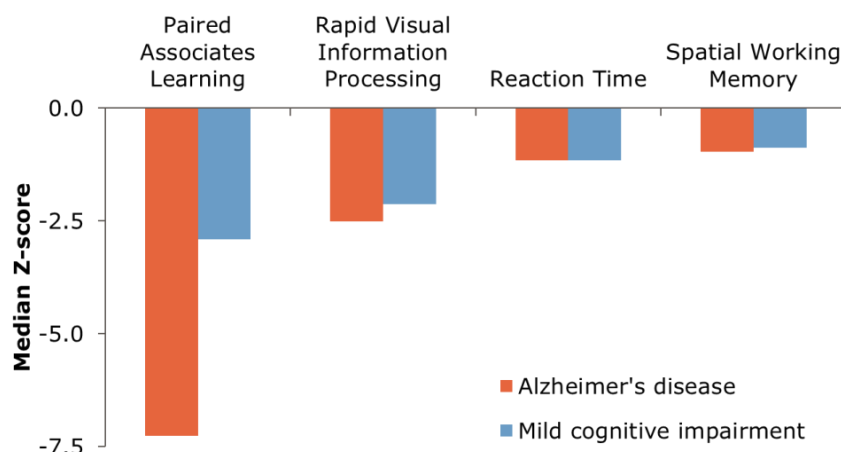 Paired
Associates
Learning
Rapid Visual
Information
Processing
Reaction Time
Spatial Working
Memory
0.0
-2.5
-5.0
-7.5
Median Z-score
Alzheimer's disease
Mild cognitive impairment